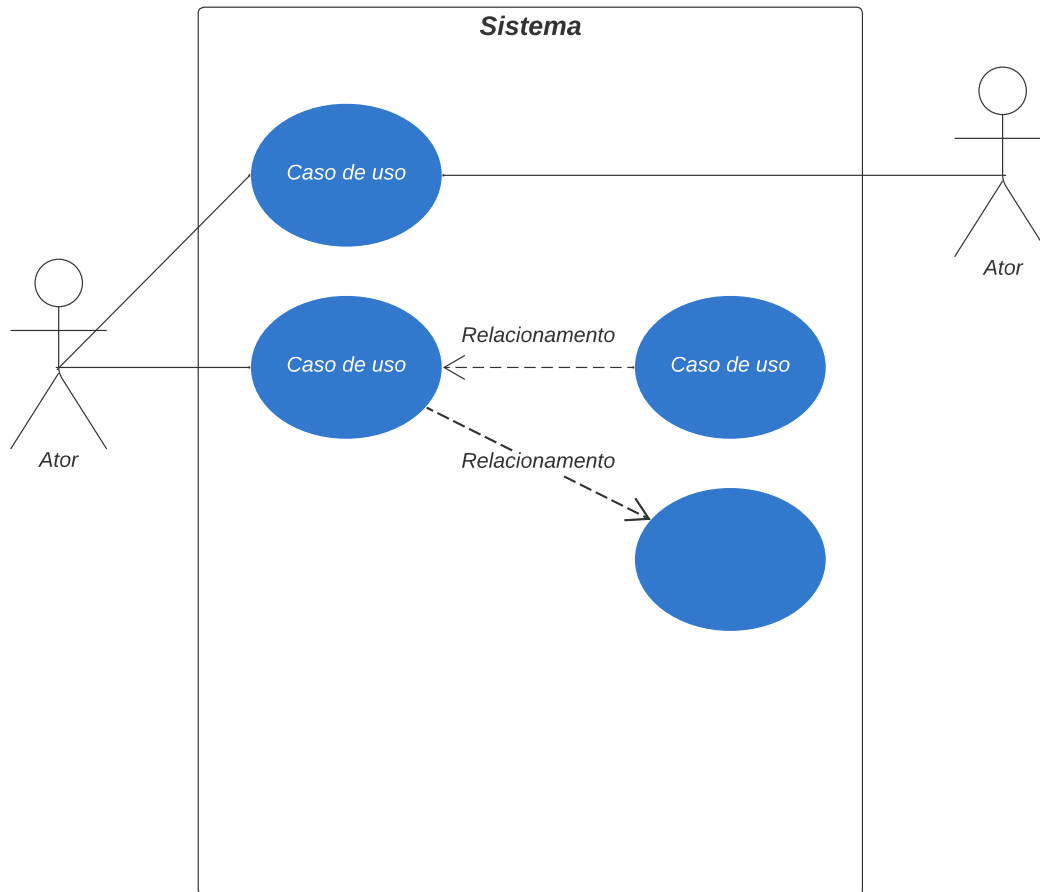 Sistema
Caso de uso
Ator
Caso de uso
Relacionamento
Caso de uso
Ator
Relacionamento